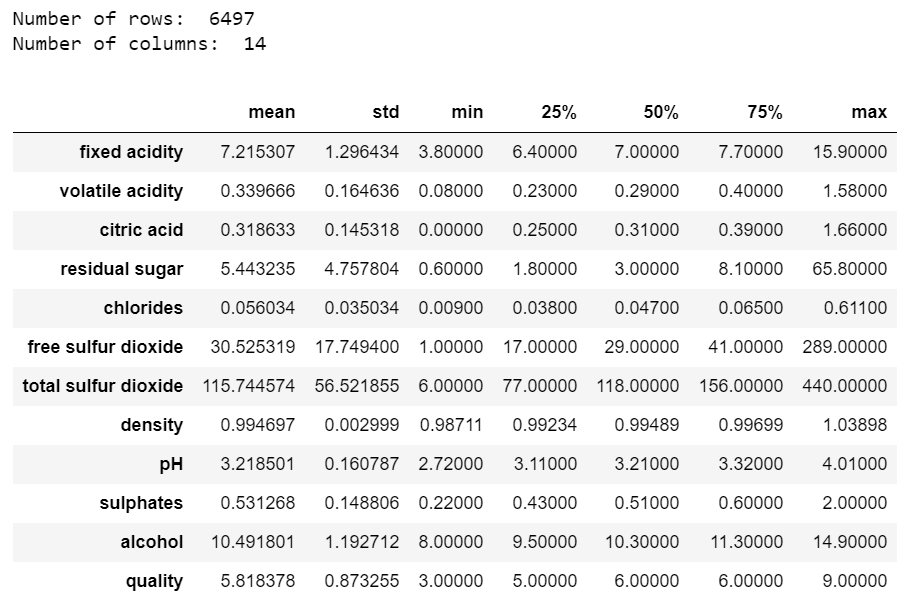 Number of rows:  6497
Number of columns:  14
mean std min 25% 50% 75% max
fixed acidity 7.215307 1.296434 3.80000 6.40000 7.00000 7.70000 15.90000
volatile acidity 0.339666 0.164636 0.08000 0.23000 0.29000 0.40000 1.58000
citric acid 0.318633 0.145318 0.00000 0.25000 0.31000 0.39000 1.66000
residual sugar 5.443235 4.757804 0.60000 1.80000 3.00000 8.10000 65.80000
chlorides 0.056034 0.035034 0.00900 0.03800 0.04700 0.06500 0.61100
free sulfur dioxide 30.525319 17.749400 1.00000 17.00000 29.00000 41.00000 289.00000
total sulfur dioxide 115.744574 56.521855 6.00000 77.00000 118.00000 156.00000 440.00000
density 0.994697 0.002999 0.98711 0.99234 0.99489 0.99699 1.03898
pH 3.218501 0.160787 2.72000 3.11000 3.21000 3.32000 4.01000
sulphates 0.531268 0.148806 0.22000 0.43000 0.51000 0.60000 2.00000
alcohol 10.491801 1.192712 8.00000 9.50000 10.30000 11.30000 14.90000
quality 5.818378 0.873255 3.00000 5.00000 6.00000 6.00000 9.00000